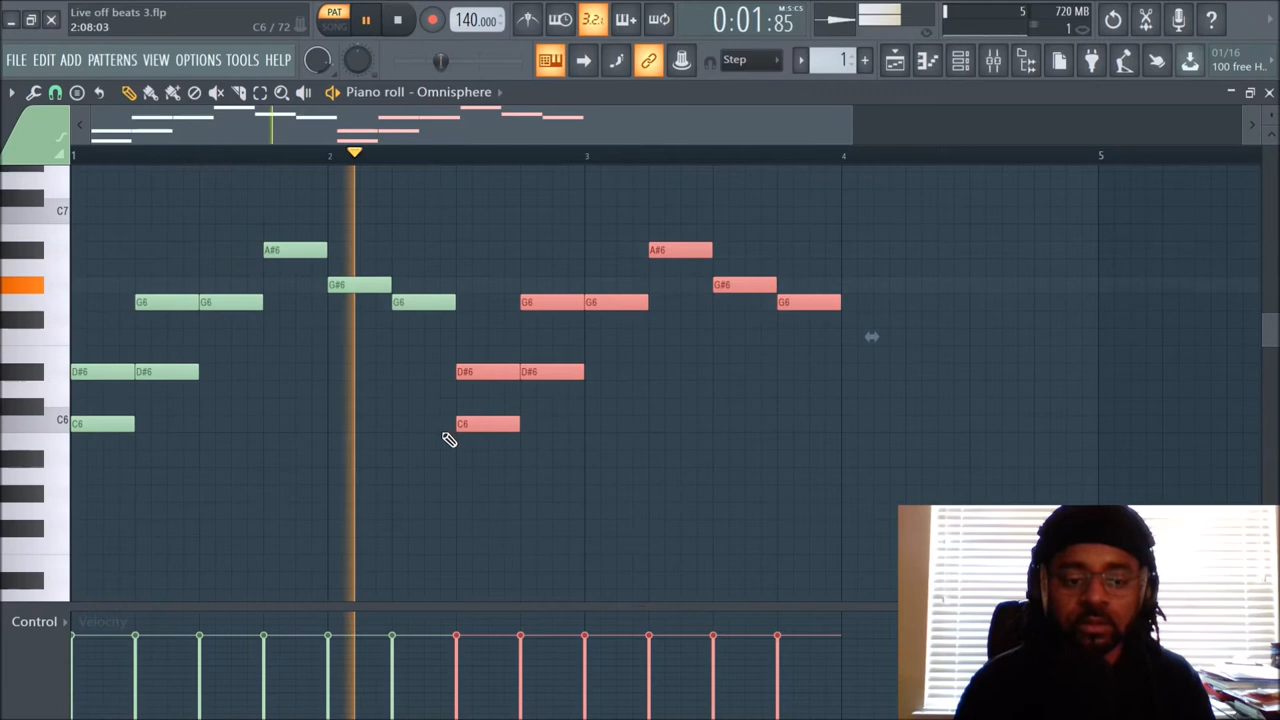 Live off beats 3.flp
2:08:03
C6 / 72
PAT
SONG
140.000
3.2.
0:01:85
M:S:CS
5
720 MB
1
FILE EDIT ADD PATTERNS VIEW OPTIONS TOOLS HELP
Step
1
01/16
100 free H..
Piano roll - Omnisphere
1 2 3 4 5
C7
A#6 A#6
G#6 G#6
G6 G6 G6 G6 G6 G6
D#6 D#6 D#6 D#6
C6 C6 C6
Control Velocity